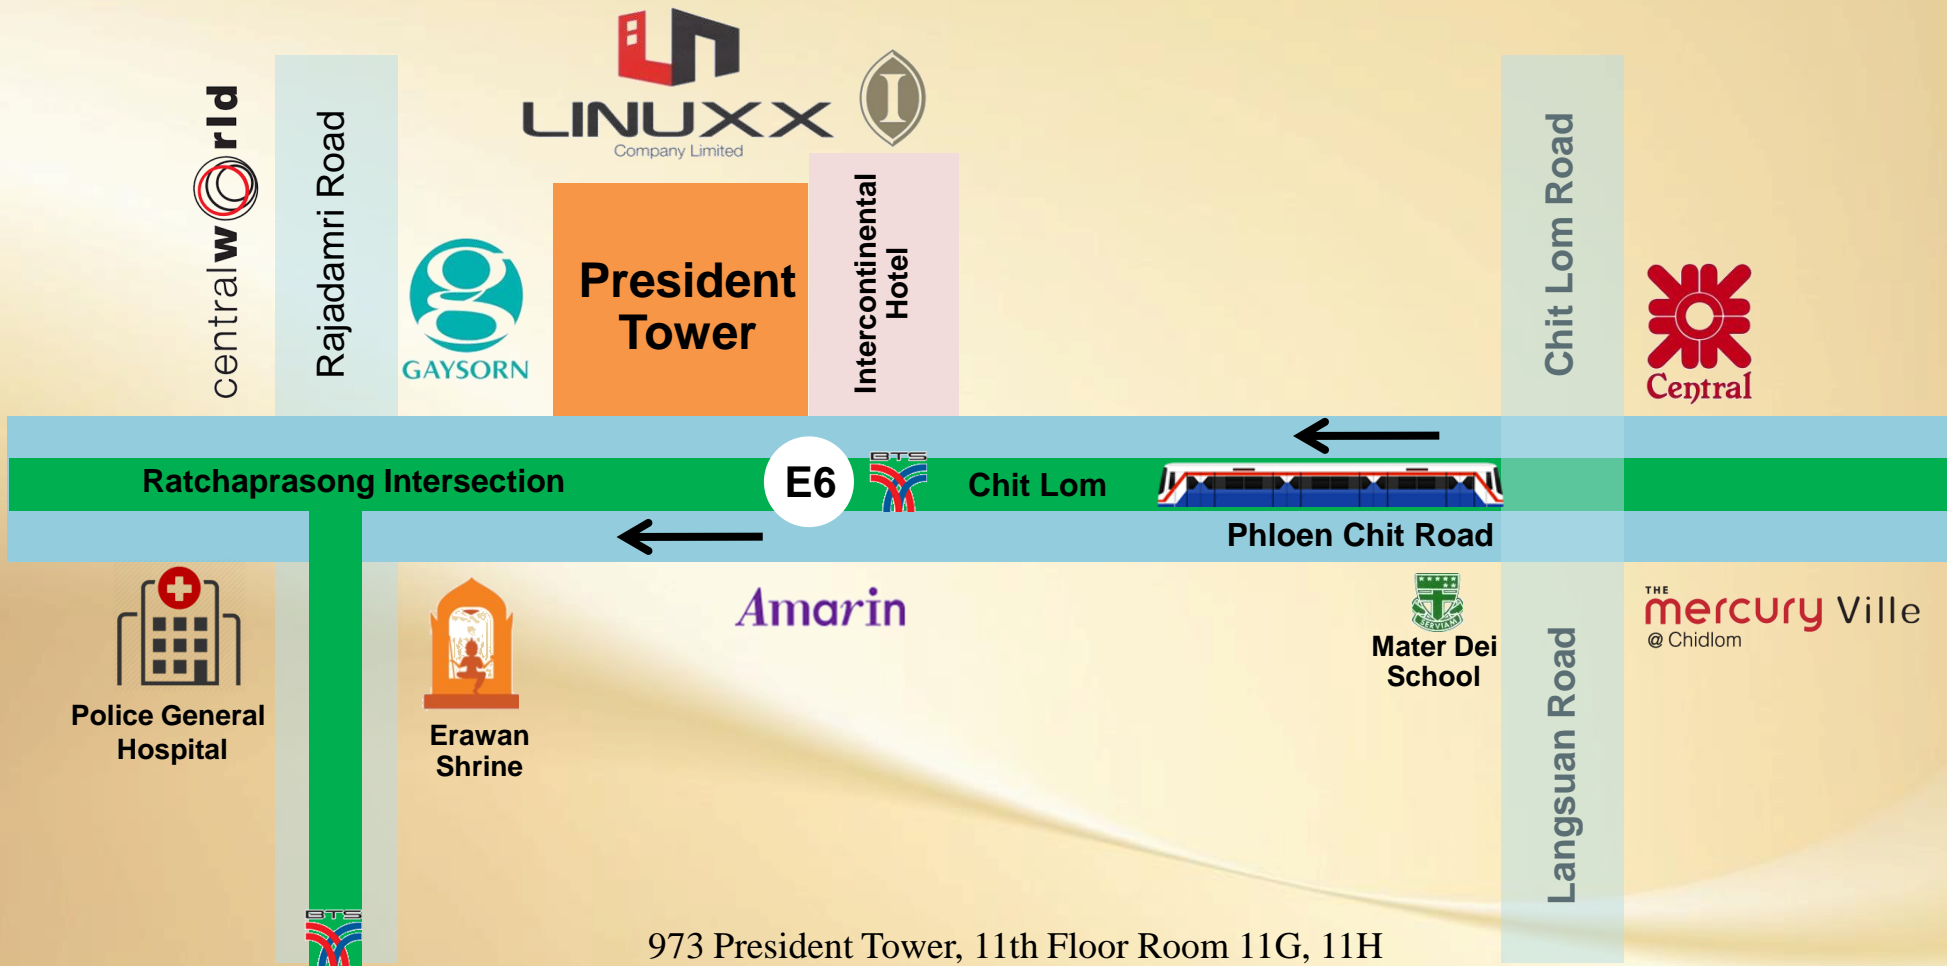 LINUXX
Company Limited
I
centralworld
Rajadamri Road
GAYSORN
President
Tower
Intercontinental
Hotel
Chit Lom Road
Central
Ratchaprasong Intersection
E6
BTS
Chit Lom
Phloen Chit Road
Police General
Hospital
Erawan
Shrine
Amarin
SERVIAM
Mater Dei
School
Langsuan Road
THE
mercury Ville
@ Chidlom
BTS
973 President Tower, 11th Floor Room 11G, 11H